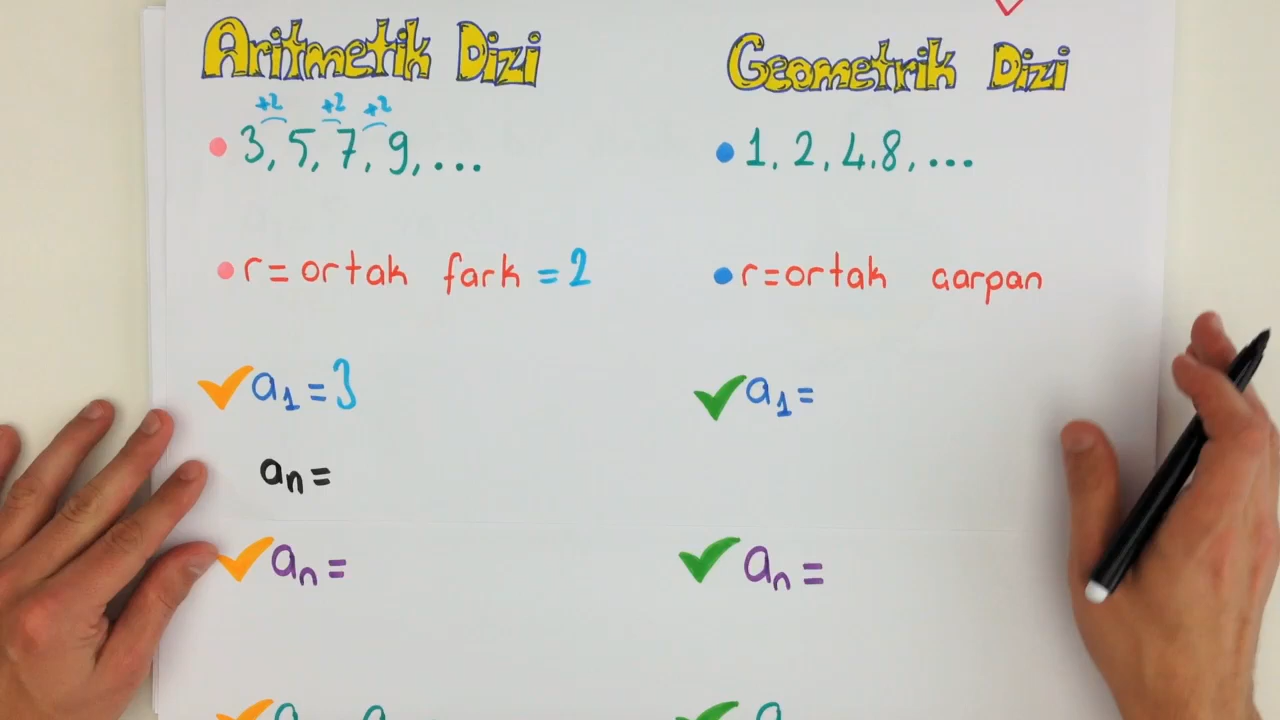 Aritmetik Dizi
+2 +2 +2
3, 5, 7, 9, ...
r = ortak fark = 2
a1 = 3
an =
an =
Geometrik Dizi
1, 2, 4, 8, ...
r = ortak çarpan
a1 =
an =